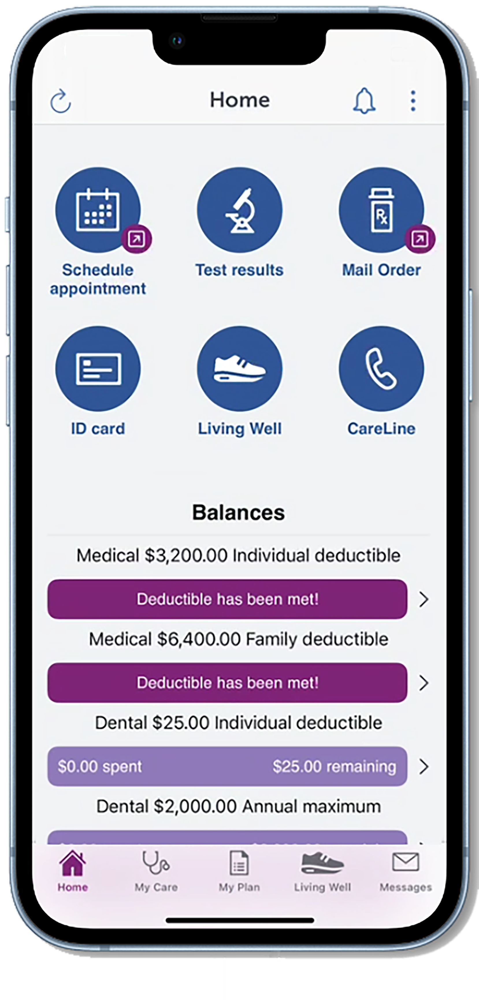 Home
Schedule
appointment
Test results
Rx
Mail Order
ID card
Living Well
CareLine
Balances
Medical $3,200.00 Individual deductible
Deductible has been met!
Medical $6,400.00 Family deductible
Deductible has been met!
Dental $25.00 Individual deductible
$0.00 spent $25.00 remaining
Dental $2,000.00 Annual maximum
Home My Care My Plan Living Well Messages